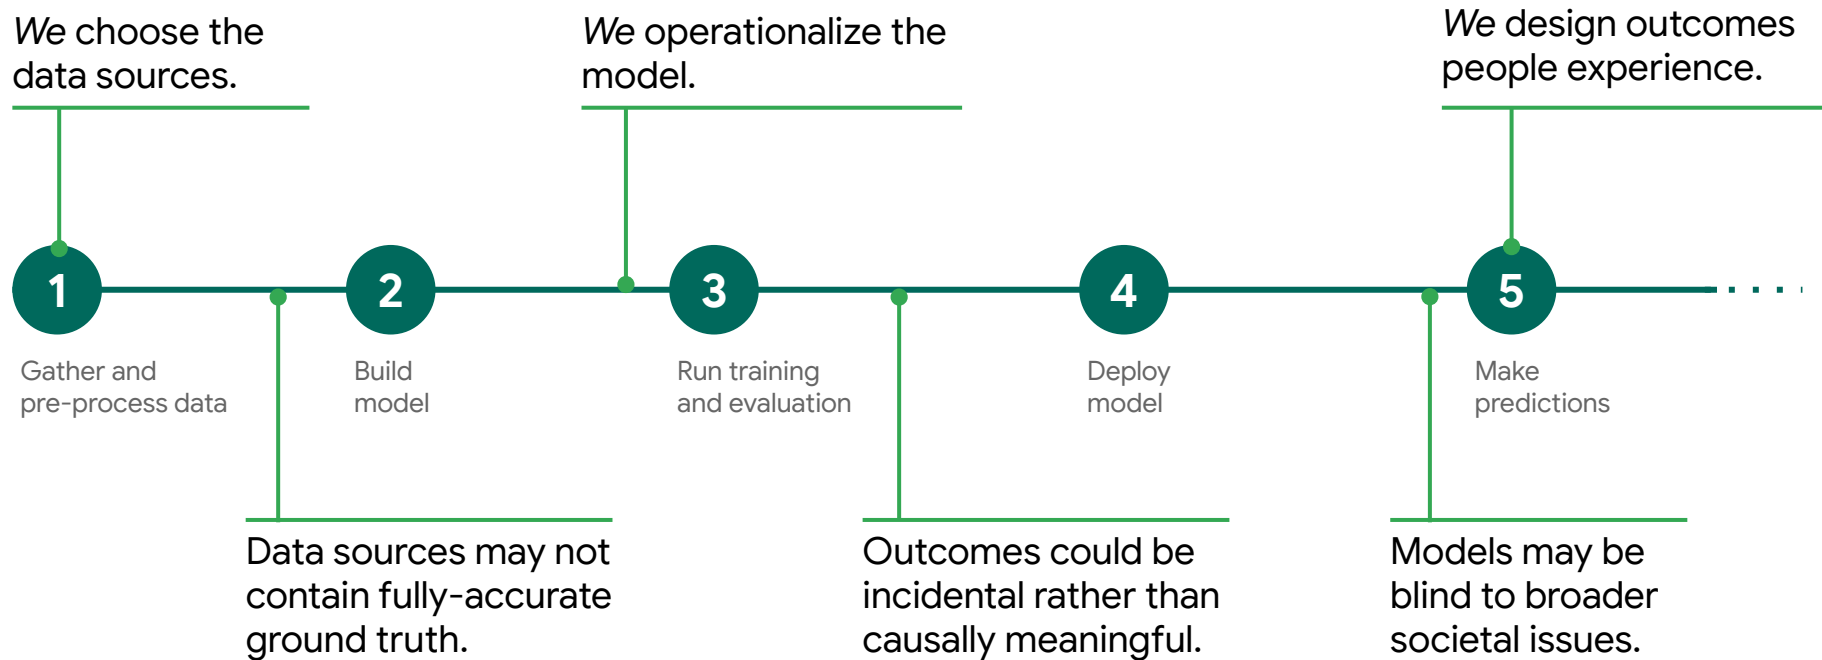 We choose the
data sources.
We operationalize the
model.
We design outcomes
people experience.
1
2
3
4
5
Gather and
pre-process data
Build
model
Run training
and evaluation
Deploy
model
Make
predictions
Data sources may not
contain fully-accurate
ground truth.
Outcomes could be
incidental rather than
causally meaningful.
Models may be
blind to broader
societal issues.